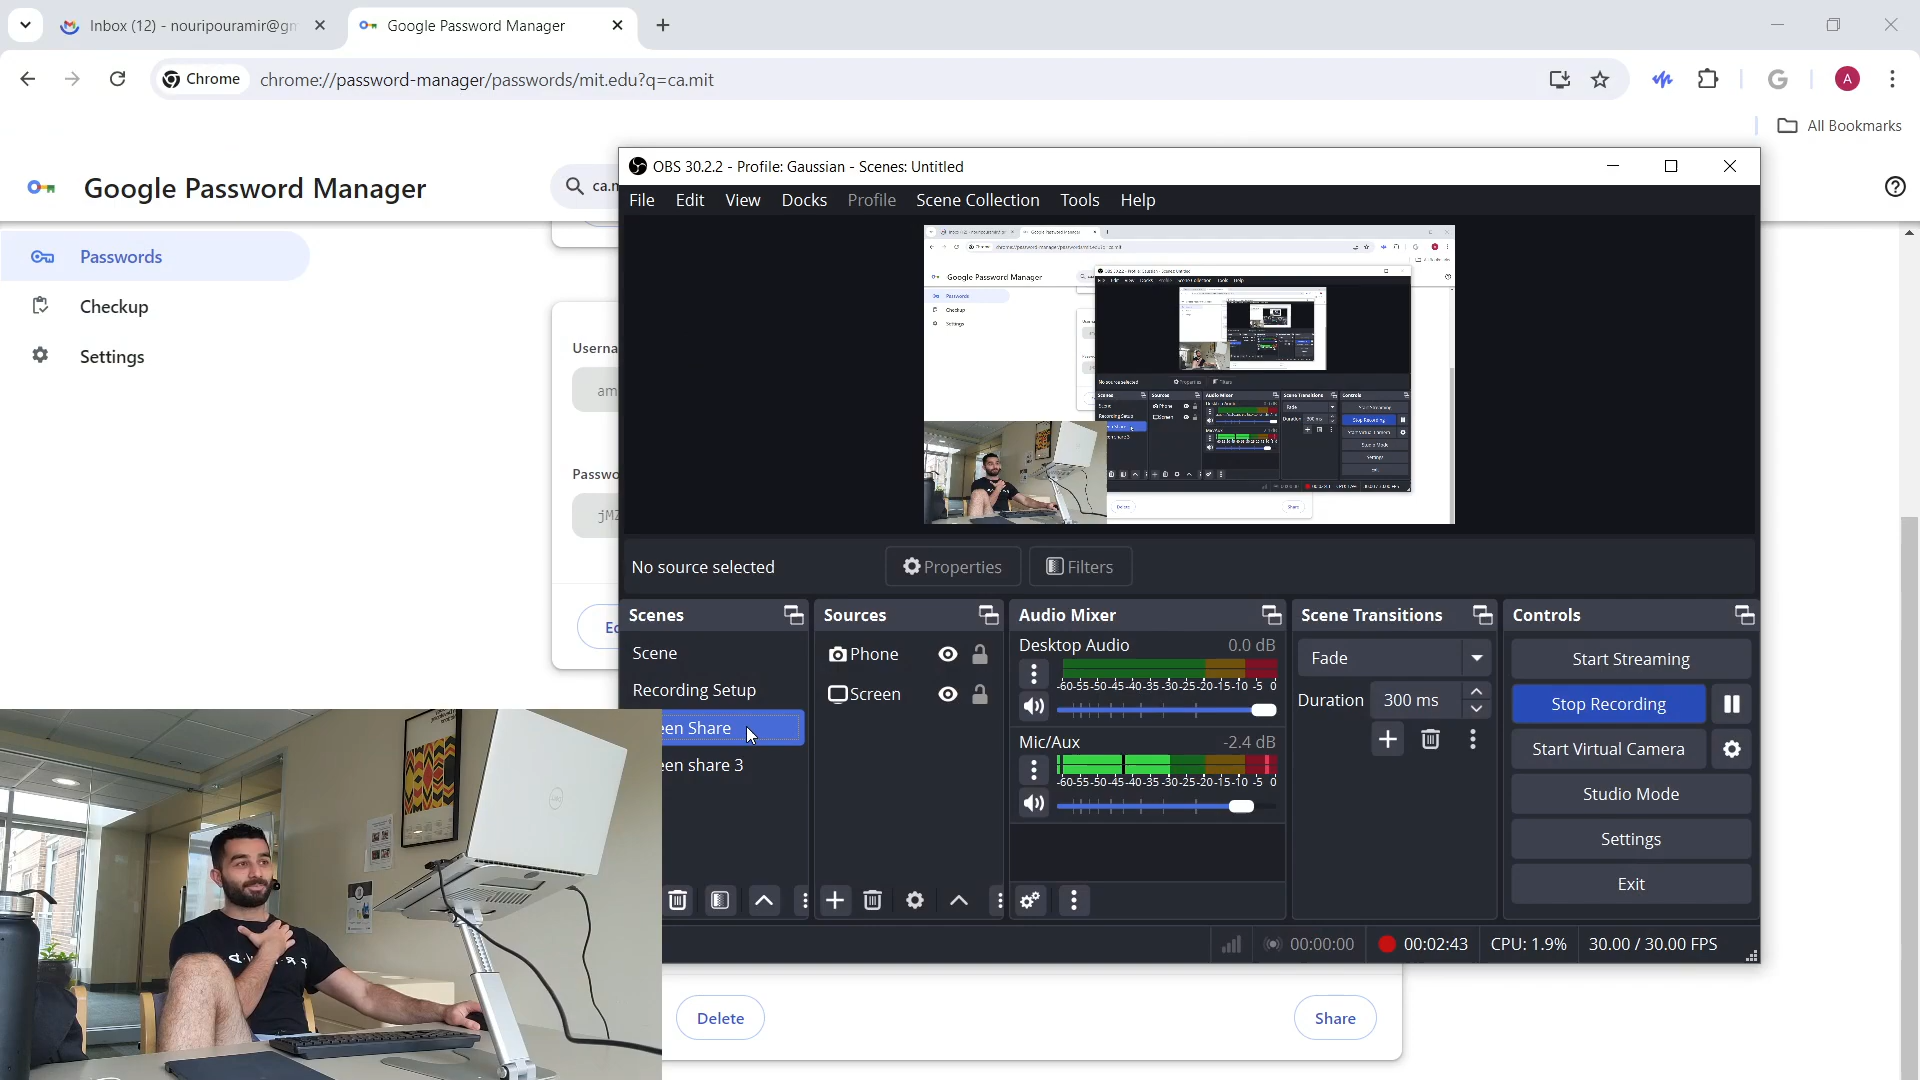 Inbox (12) - nouripouramir@gm
Google Password Manager
Chrome
chrome://password-manager/passwords/mit.edu?q=ca.mit
G
A
All Bookmarks
Google Password Manager
ca.m
Passwords
Checkup
Settings
Userna
am
Passwo
jMZ
Ed
Delete
Share
OBS 30.2.2 - Profile: Gaussian - Scenes: Untitled
File Edit View Docks Profile Scene Collection Tools Help
No source selected
Properties
Filters
Scenes
Scene
Recording Setup
een Share
een share 3
Sources
Phone
Screen
Audio Mixer
Desktop Audio 0.0 dB
-60-55-50-45-40-35-30-25-20-15-10 -5 0
Mic/Aux -2.4 dB
-60-55-50-45-40-35-30-25-20-15-10 -5 0
Scene Transitions
Fade
Duration 300 ms
Controls
Start Streaming
Stop Recording
Start Virtual Camera
Studio Mode
Settings
Exit
00:00:00
00:02:43
CPU: 1.9%
30.00 / 30.00 FPS